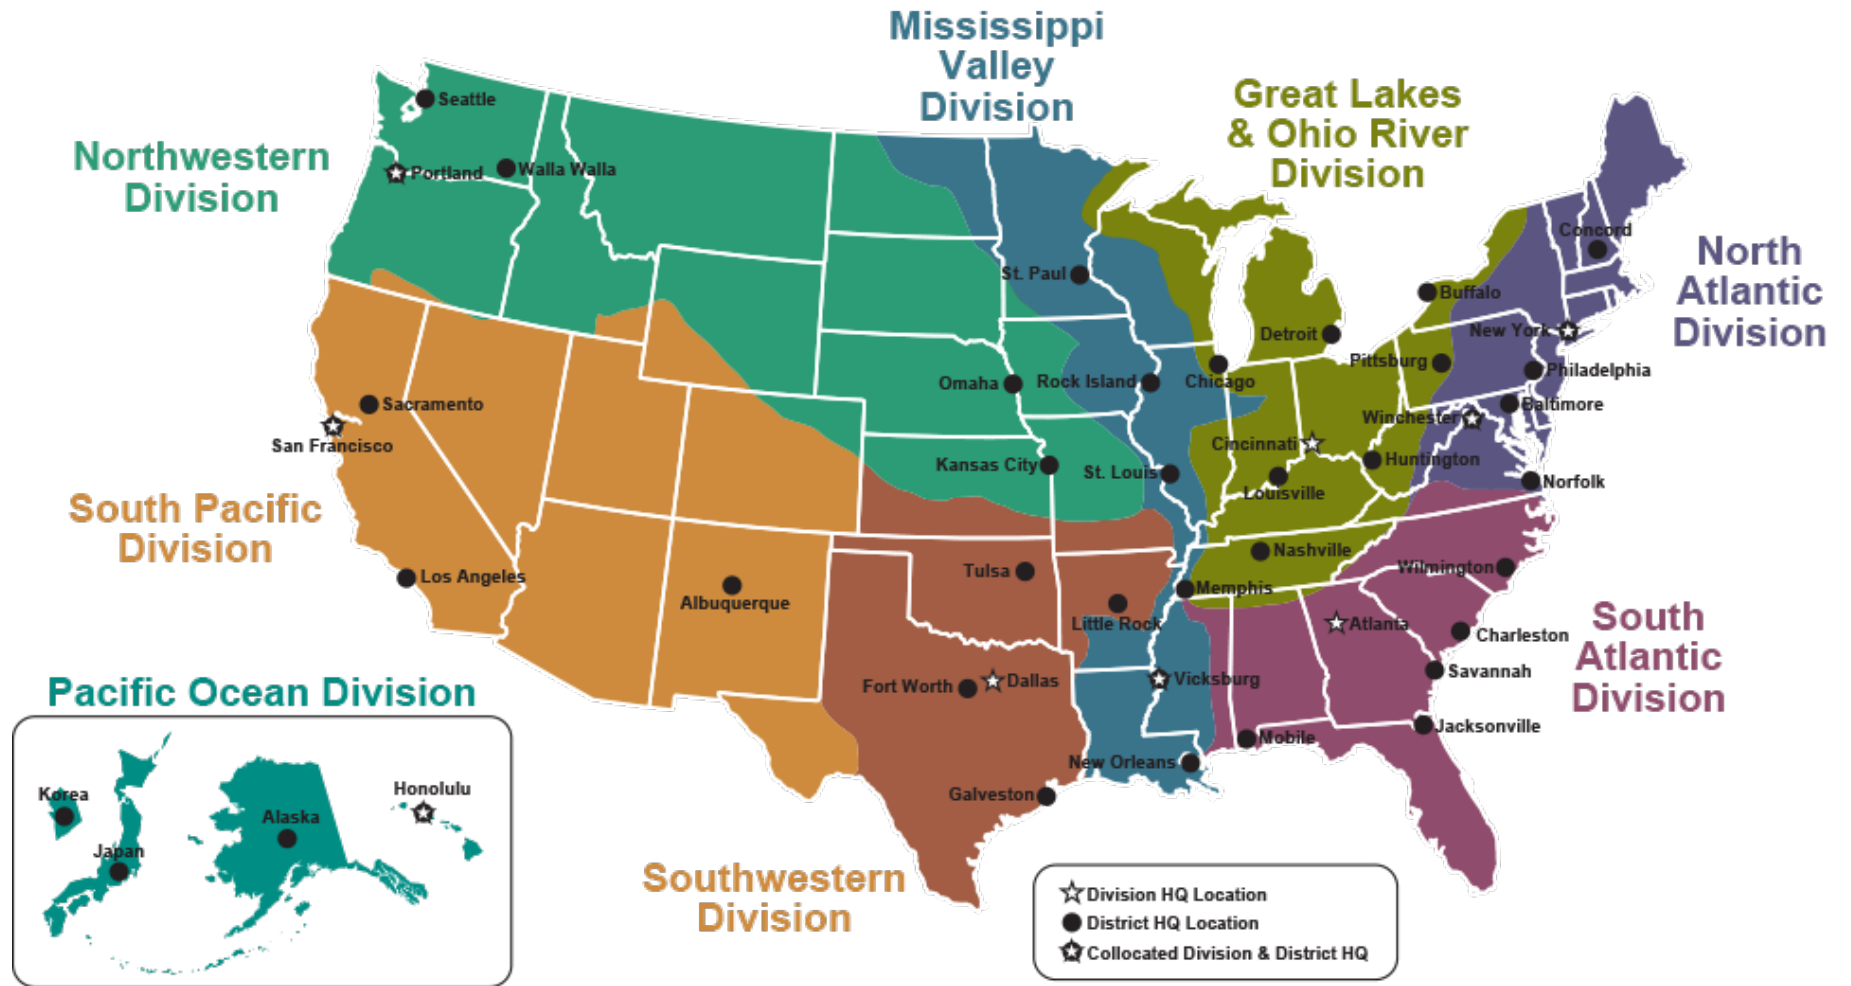 Mississippi
Valley
Division
Great Lakes
& Ohio River
Division
Northwestern
Division
North
Atlantic
Division
South Pacific
Division
South
Atlantic
Division
Southwestern
Division
Pacific Ocean Division
Seattle
Portland
Walla Walla
Concord
St. Paul
Buffalo
New York
Detroit
Pittsburg
Philadelphia
Omaha
Rock Island
Chicago
Sacramento
Baltimore
Winchester
San Francisco
Cincinnati
Huntington
Kansas City
St. Louis
Louisville
Norfolk
Nashville
Wilmington
Tulsa
Los Angeles
Memphis
Albuquerque
Little Rock
Atlanta
Charleston
Savannah
Fort Worth
Dallas
Vicksburg
Jacksonville
Mobile
New Orleans
Galveston
Korea
Japan
Alaska
Honolulu
Division HQ Location
District HQ Location
Collocated Division & District HQ